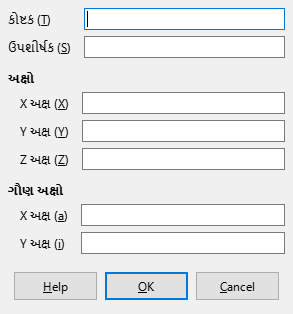 કોષ્ટક (T)
ઉપશીર્ષક (S)
અક્ષો
X અક્ષ (X)
Y અક્ષ (Y)
Z અક્ષ (Z)
ગૌણ અક્ષો
X અક્ષ (a)
Y અક્ષ (i)
Help OK Cancel